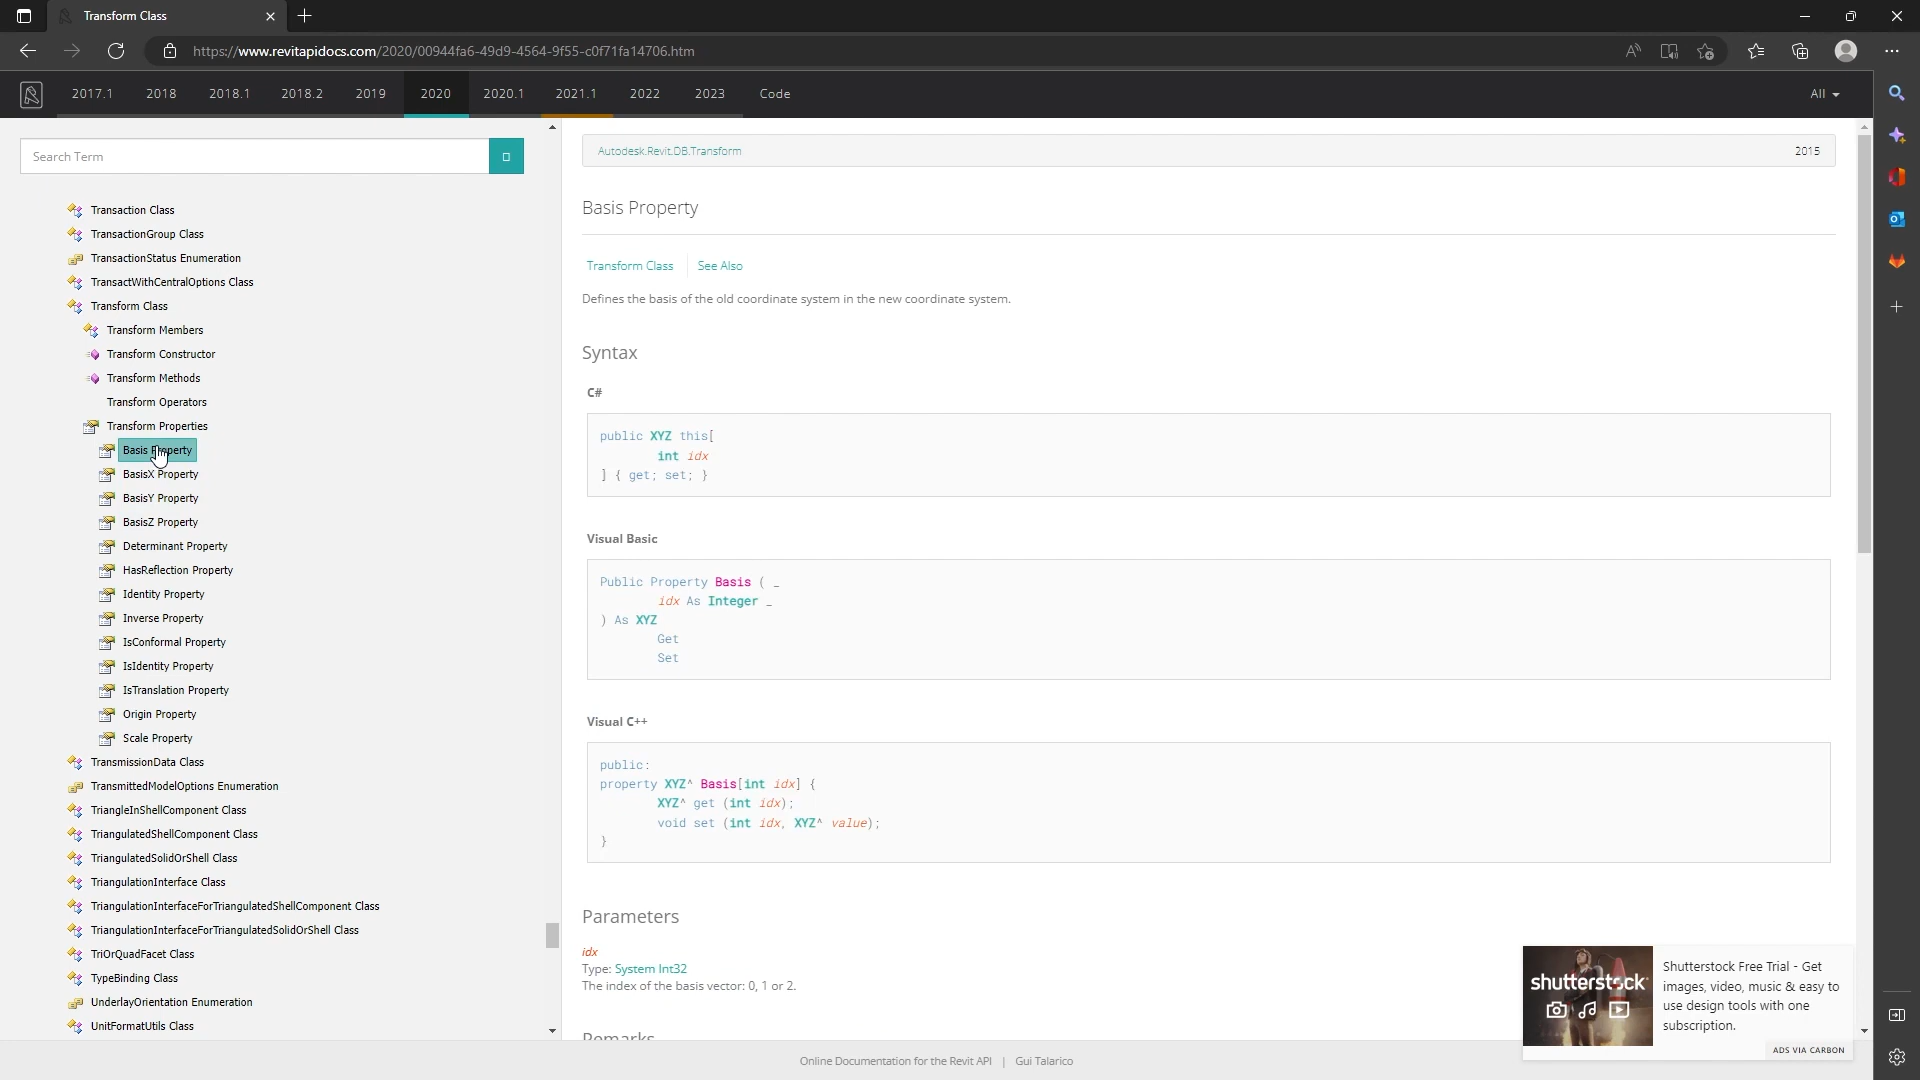 Transform Class
https://www.revitapidocs.com/2020/00944fa6-49d9-4564-9f55-c0f71fa14706.htm
2017.1 2018 2018.1 2018.2 2019 2020 2020.1 2021.1 2022 2023 Code All
Search Term
Transaction Class
TransactionGroup Class
TransactionStatus Enumeration
TransactWithCentralOptions Class
Transform Class
Transform Members
Transform Constructor
Transform Methods
Transform Operators
Transform Properties
Basis Property
BasisX Property
BasisY Property
BasisZ Property
Determinant Property
HasReflection Property
Identity Property
Inverse Property
IsConformal Property
IsIdentity Property
IsTranslation Property
Origin Property
Scale Property
TransmissionData Class
TransmittedModelOptions Enumeration
TriangleInShellComponent Class
TriangulatedShellComponent Class
TriangulatedSolidOrShell Class
TriangulationInterface Class
TriangulationInterfaceForTriangulatedShellComponent Class
TriangulationInterfaceForTriangulatedSolidOrShell Class
TriOrQuadFacet Class
TypeBinding Class
UnderlayOrientation Enumeration
UnitFormatUtils Class
Autodesk.Revit.DB.Transform 2015
Basis Property
Transform Class See Also
Defines the basis of the old coordinate system in the new coordinate system.
Syntax
C#
public XYZ this[
int idx
] { get; set; }
Visual Basic
Public Property Basis ( _
idx As Integer _
) As XYZ
Get
Set
Visual C++
public:
property XYZ^ Basis[int idx] {
XYZ^ get (int idx);
void set (int idx, XYZ^ value);
}
Parameters
idx
Type: System Int32
The index of the basis vector: 0, 1 or 2.
Remarks
shutterstock
Shutterstock Free Trial - Get
images, video, music & easy to
use design tools with one
subscription.
ADS VIA CARBON
Online Documentation for the Revit API | Gui Talarico